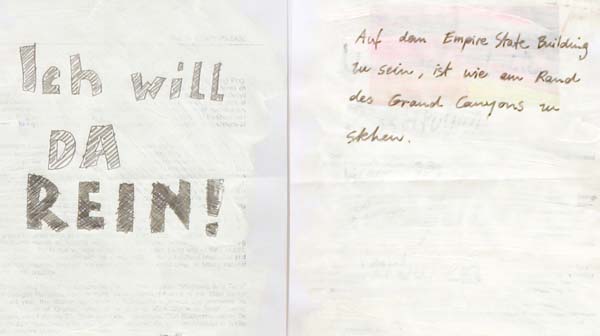 Ich will
DA
REIN!
Auf dem Empire State Building
zu sein, ist wie am Rand
des Grand Canyons zu
stehen.